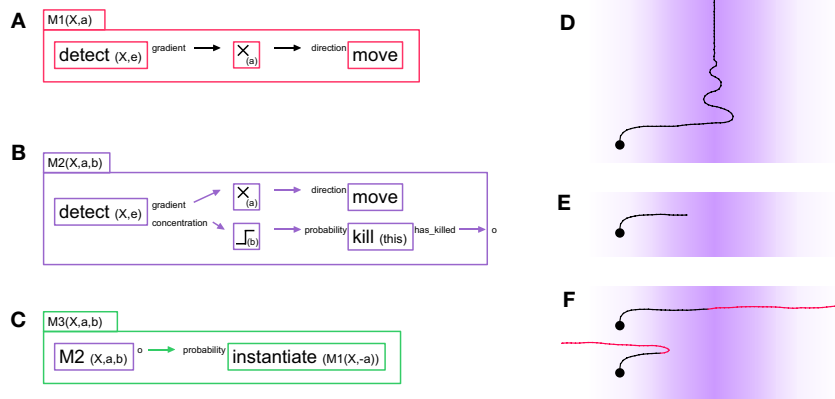 A
M1(X,a)
detect (X,e) gradient × (a) direction move
B
M2(X,a,b)
detect (X,e) gradient × (a) direction move
concentration (b) probability kill (this) has_killed o
C
M3(X,a,b)
M2 (X,a,b) o probability instantiate (M1(X,-a))
D
E
F